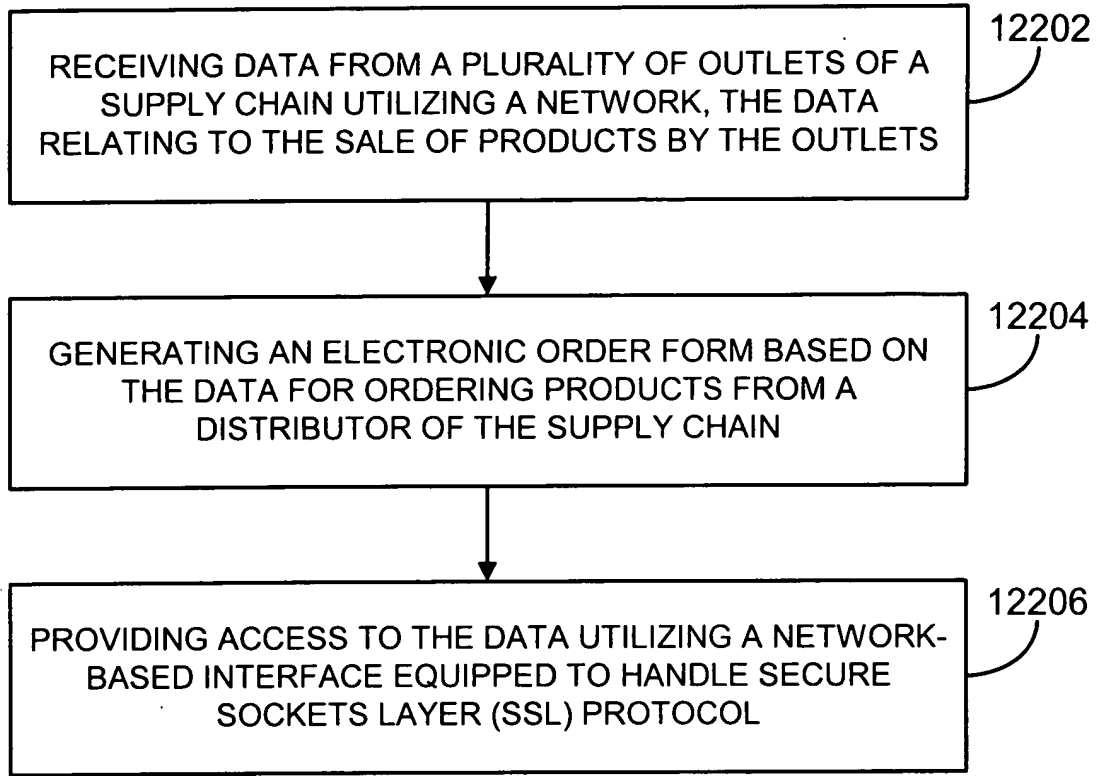 12202
RECEIVING DATA FROM A PLURALITY OF OUTLETS OF A
SUPPLY CHAIN UTILIZING A NETWORK, THE DATA
RELATING TO THE SALE OF PRODUCTS BY THE OUTLETS
12204
GENERATING AN ELECTRONIC ORDER FORM BASED ON
THE DATA FOR ORDERING PRODUCTS FROM A
DISTRIBUTOR OF THE SUPPLY CHAIN
12206
PROVIDING ACCESS TO THE DATA UTILIZING A NETWORK-
BASED INTERFACE EQUIPPED TO HANDLE SECURE
SOCKETS LAYER (SSL) PROTOCOL